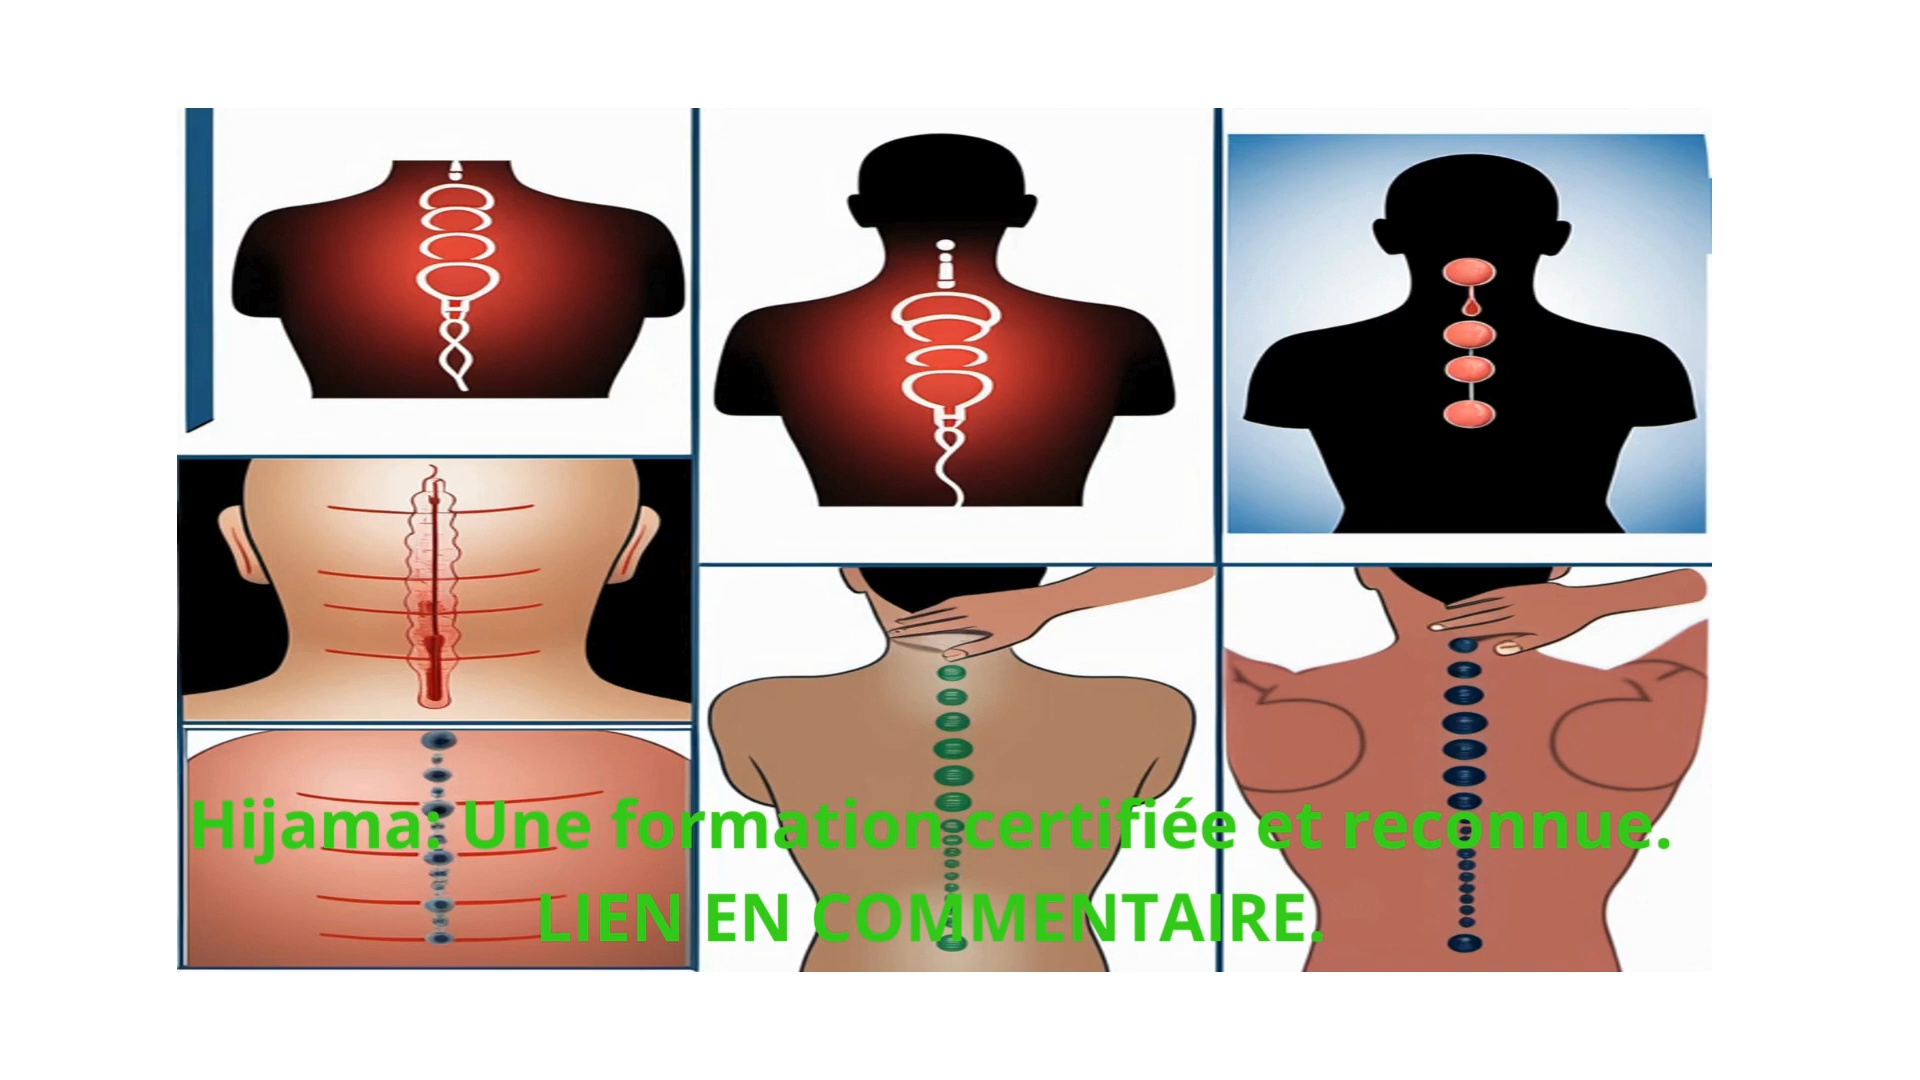 Hijama: Une formation certifiée et reconnue.
LIEN EN COMMENTAIRE.